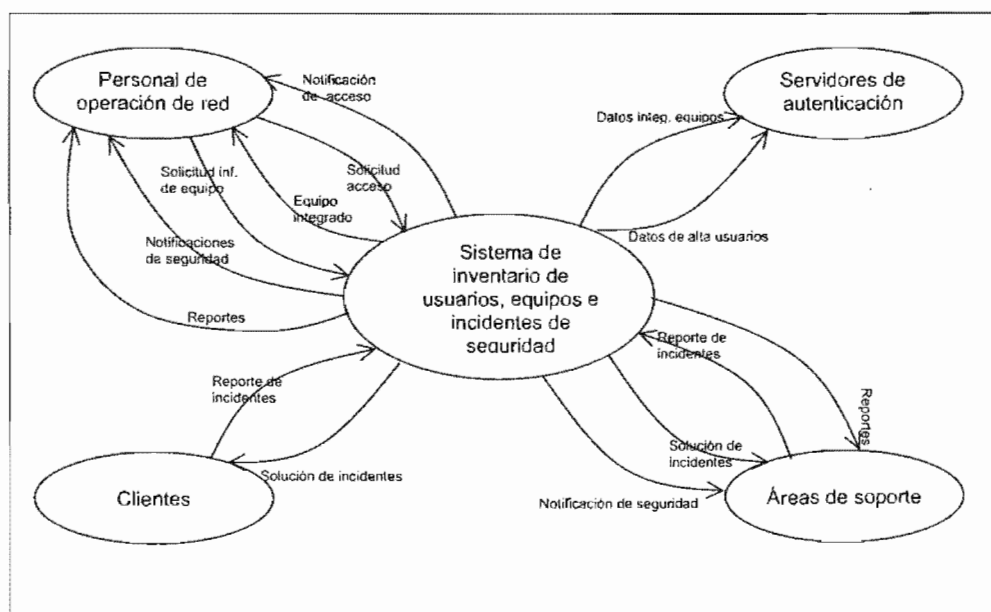 Personal de
operación de red
Notificación
de acceso
Servidores de
autenticación
Datos integ. equipos
Solicitud inf.
de equipo
Solicitud
acceso
Equipo
integrado
Datos de alta usuarios
Notificaciones
de seguridad
Sistema de
inventario de
usuarios, equipos e
incidentes de
seguridad
Reportes
Reporte de
incidentes
Reporte de
incidentes
Reportes
Solución de incidentes
Solución de
incidentes
Notificación de seguridad
Clientes
Áreas de soporte